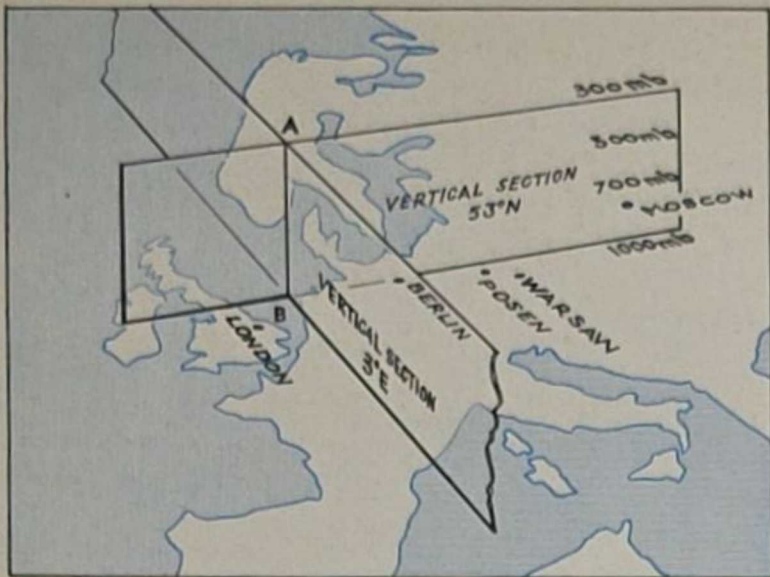 300mb
A
500mb
VERTICAL SECTION
53°N
700mb
MOSCOW
1000mb
BERLIN
POSEN
WARSAW
VERTICAL SECTION
3°E
B
LONDON